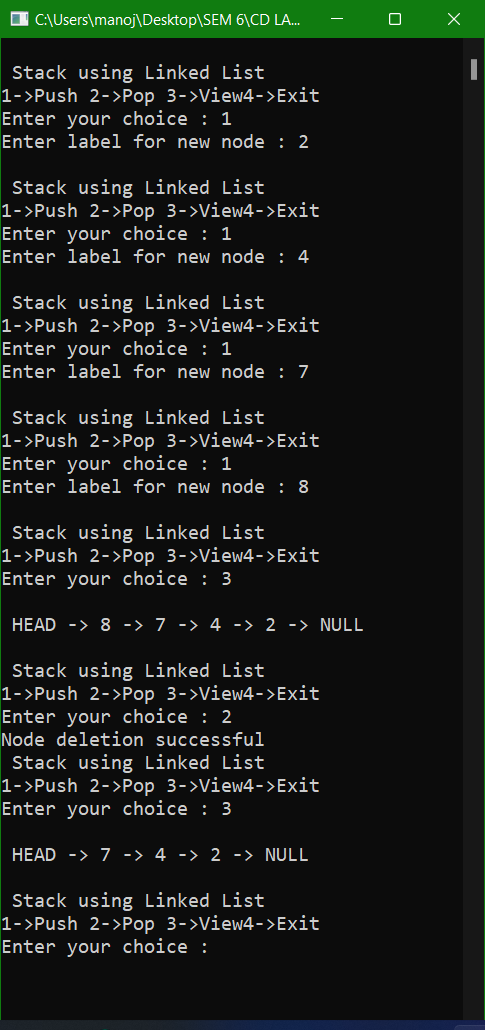 C:\Users\manoj\Desktop\SEM 6\CD LA...
Stack using Linked List
1->Push 2->Pop 3->View4->Exit
Enter your choice : 1
Enter label for new node : 2
Stack using Linked List
1->Push 2->Pop 3->View4->Exit
Enter your choice : 1
Enter label for new node : 4
Stack using Linked List
1->Push 2->Pop 3->View4->Exit
Enter your choice : 1
Enter label for new node : 7
Stack using Linked List
1->Push 2->Pop 3->View4->Exit
Enter your choice : 1
Enter label for new node : 8
Stack using Linked List
1->Push 2->Pop 3->View4->Exit
Enter your choice : 3
HEAD -> 8 -> 7 -> 4 -> 2 -> NULL
Stack using Linked List
1->Push 2->Pop 3->View4->Exit
Enter your choice : 2
Node deletion successful
Stack using Linked List
1->Push 2->Pop 3->View4->Exit
Enter your choice : 3
HEAD -> 7 -> 4 -> 2 -> NULL
Stack using Linked List
1->Push 2->Pop 3->View4->Exit
Enter your choice :